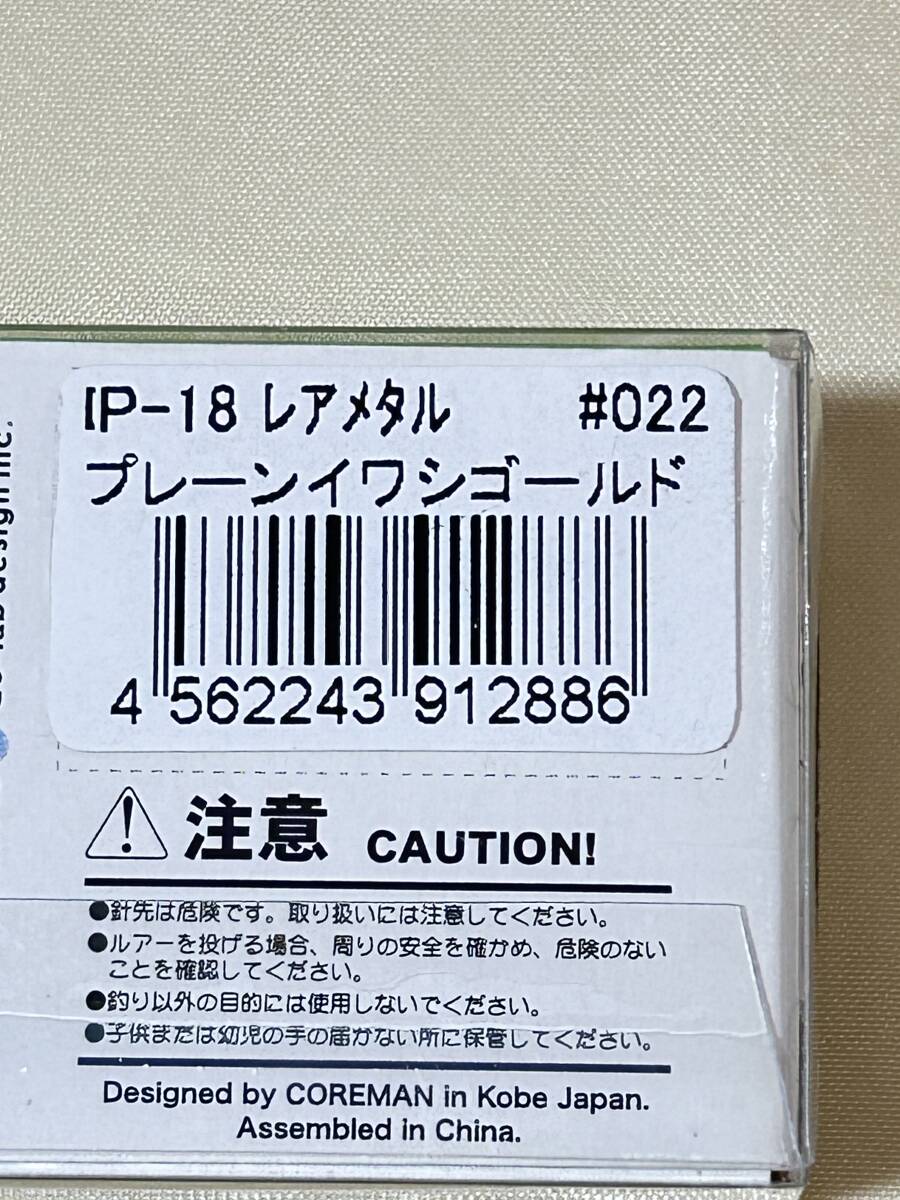 IP-18 レアメタル #022
プレーンイワシゴールド
4 562243 912886
注意 CAUTION!
●針先は危険です。取り扱いには注意してください。
●ルアーを投げる場合、周りの安全を確かめ、危険のない
ことを確認してください。
●釣り以外の目的には使用しないでください。
●子供または幼児の手の届かない所に保管してください。
Designed by COREMAN in Kobe Japan.
Assembled in China.
design inc.